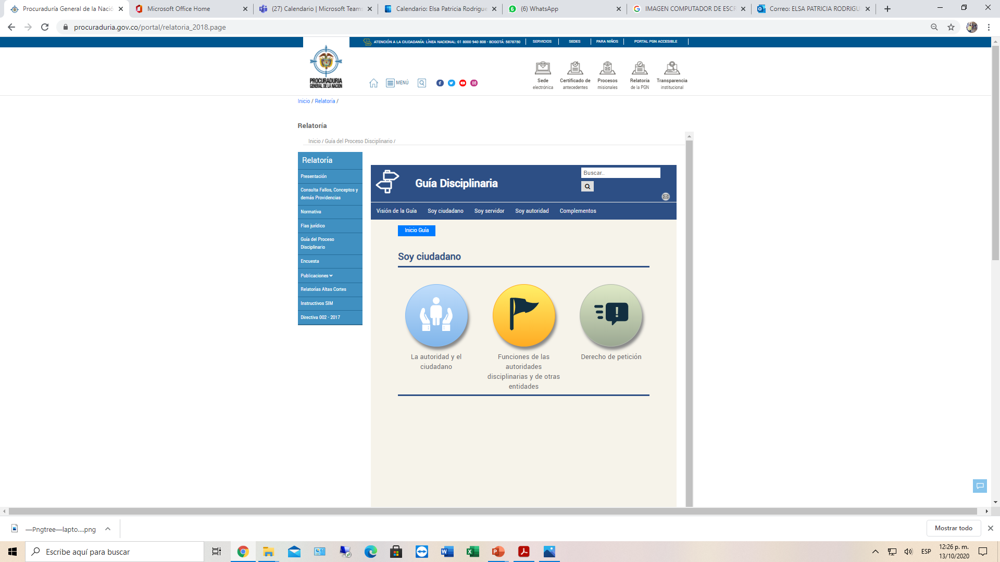 Procuraduría General de la Nació
Microsoft Office Home
(27) Calendario | Microsoft Teams
Calendario: Elsa Patricia Rodrigue
(6) WhatsApp
IMAGEN COMPUTADOR DE ESCR
Correo: ELSA PATRICIA RODRIGU
procuraduria.gov.co/portal/relatoria_2018.page
ATENCIÓN A LA CIUDADANÍA: LÍNEA NACIONAL: 01 8000 940 808 - BOGOTÁ: 5878750
SERVICIOS
SEDES
PARA NIÑOS
PORTAL PGN ACCESIBLE
PROCURADURIA
GENERAL DE LA NACION
MENÚ
Sede
electrónica
Certificado de
antecedentes
Procesos
misionales
Relatoría
de la PGN
Transparencia
institucional
Inicio / Relatoría /
Relatoría
Inicio / Guía del Proceso Disciplinario /
Relatoría
Presentación
Consulta Fallos, Conceptos y
demás Providencias
Normativa
Flas jurídico
Guía del Proceso
Disciplinario
Encuesta
Publicaciones
Relatorías Altas Cortes
Instructivos SIM
Directiva 002 - 2017
Guía Disciplinaria
Buscar..
Visión de la Guía
Soy ciudadano
Soy servidor
Soy autoridad
Complementos
Inicio Guía
Soy ciudadano
La autoridad y el
ciudadano
Funciones de las
autoridades
disciplinarias y de otras
entidades
Derecho de petición
—Pngtree—lapto....png
Mostrar todo
Escribe aquí para buscar
ESP
12:26 p. m.
13/10/2020